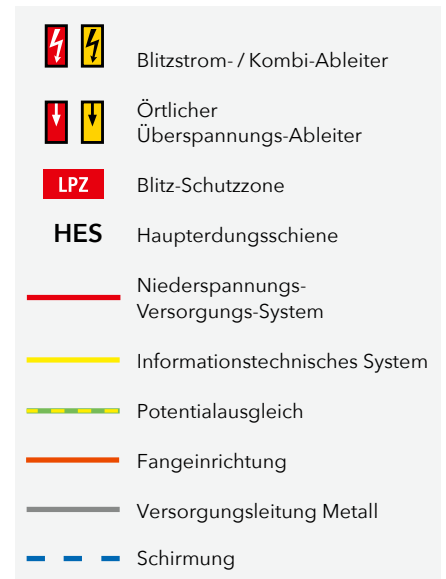 Blitzstrom- / Kombi-Ableiter
Örtlicher
Überspannungs-Ableiter
LPZ Blitz-Schutzzone
HES Haupterdungsschiene
Niederspannungs-
Versorgungs-System
Informationstechnisches System
Potentialausgleich
Fangeinrichtung
Versorgungsleitung Metall
Schirmung